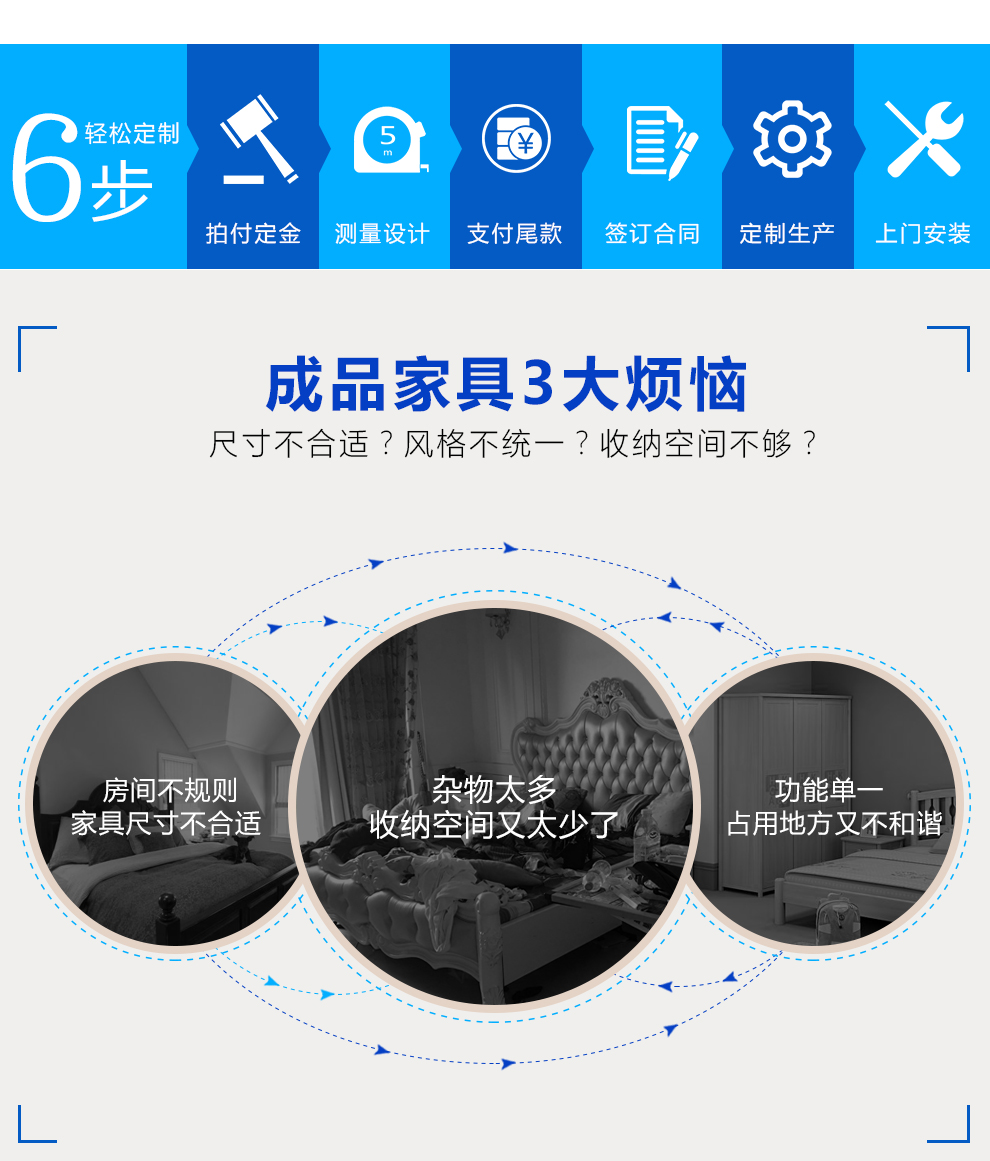 6
轻松定制
步
拍付定金
5
m
测量设计
¥
支付尾款
签订合同
定制生产
上门安装
成品家具3大烦恼
尺寸不合适?风格不统一?收纳空间不够?
房间不规则
家具尺寸不合适
杂物太多
收纳空间又太少了
功能单一
占用地方又不和谐